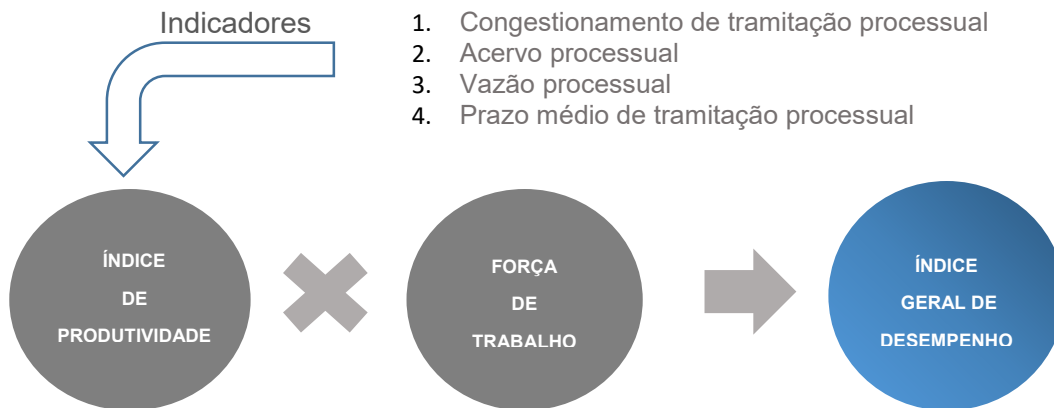 Indicadores
1. Congestionamento de tramitação processual
2. Acervo processual
3. Vazão processual
4. Prazo médio de tramitação processual
ÍNDICE
DE
PRODUTIVIDADE
FORÇA
DE
TRABALHO
ÍNDICE
GERAL DE
DESEMPENHO